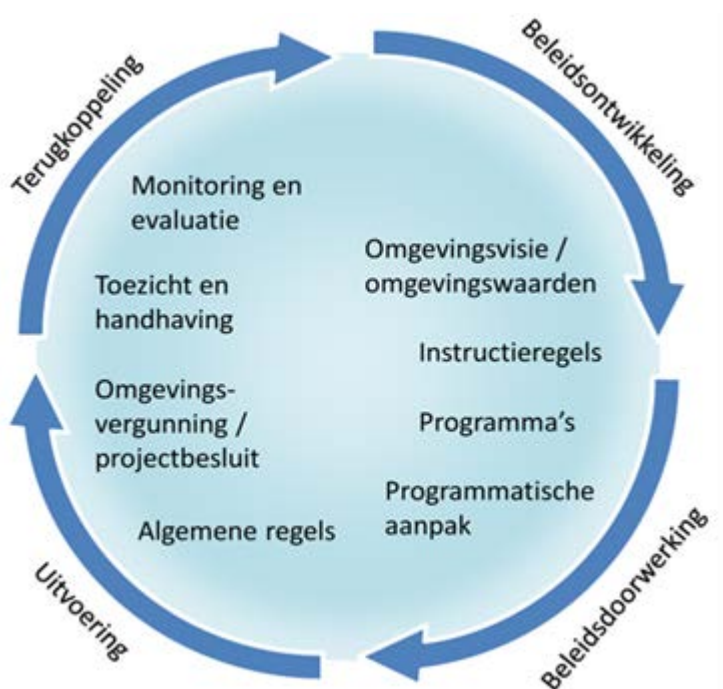 Terugkoppeling
Beleidsontwikkeling
Monitoring en
evaluatie
Omgevingsvisie /
omgevingswaarden
Toezicht en
handhaving
Instructieregels
Omgevings-
vergunning /
projectbesluit
Programma's
Programmatische
aanpak
Algemene regels
Uitvoering
Beleidsdoorwerking